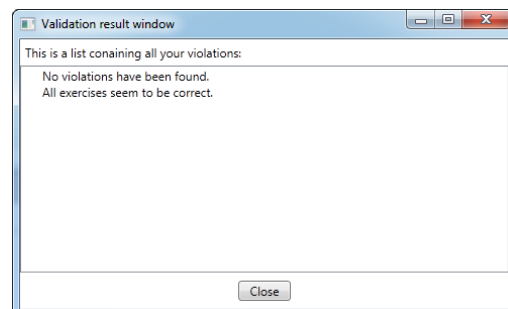 Validation result window
This is a list conaining all your violations:
No violations have been found.
All exercises seem to be correct.
Close